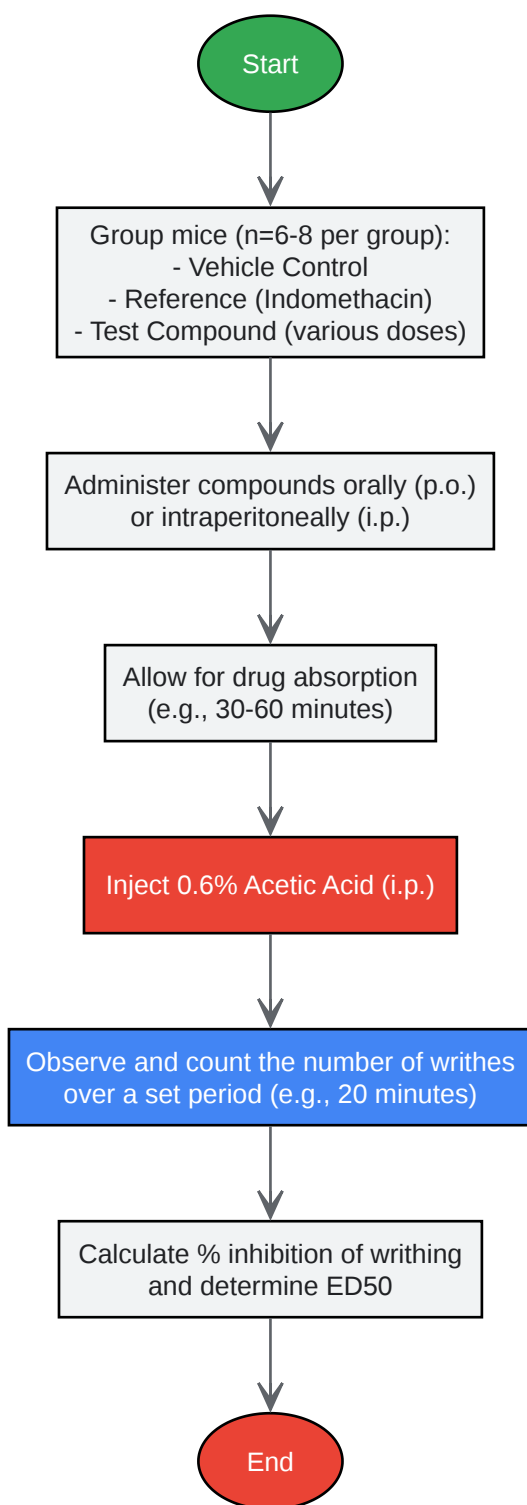 Start
Group mice (n=6-8 per group):
- Vehicle Control
- Reference (Indomethacin)
- Test Compound (various doses)
Administer compounds orally (p.o.)
or intraperitoneally (i.p.)
Allow for drug absorption
(e.g., 30-60 minutes)
Inject 0.6% Acetic Acid (i.p.)
Observe and count the number of writhes
over a set period (e.g., 20 minutes)
Calculate % inhibition of writhing
and determine ED50
End